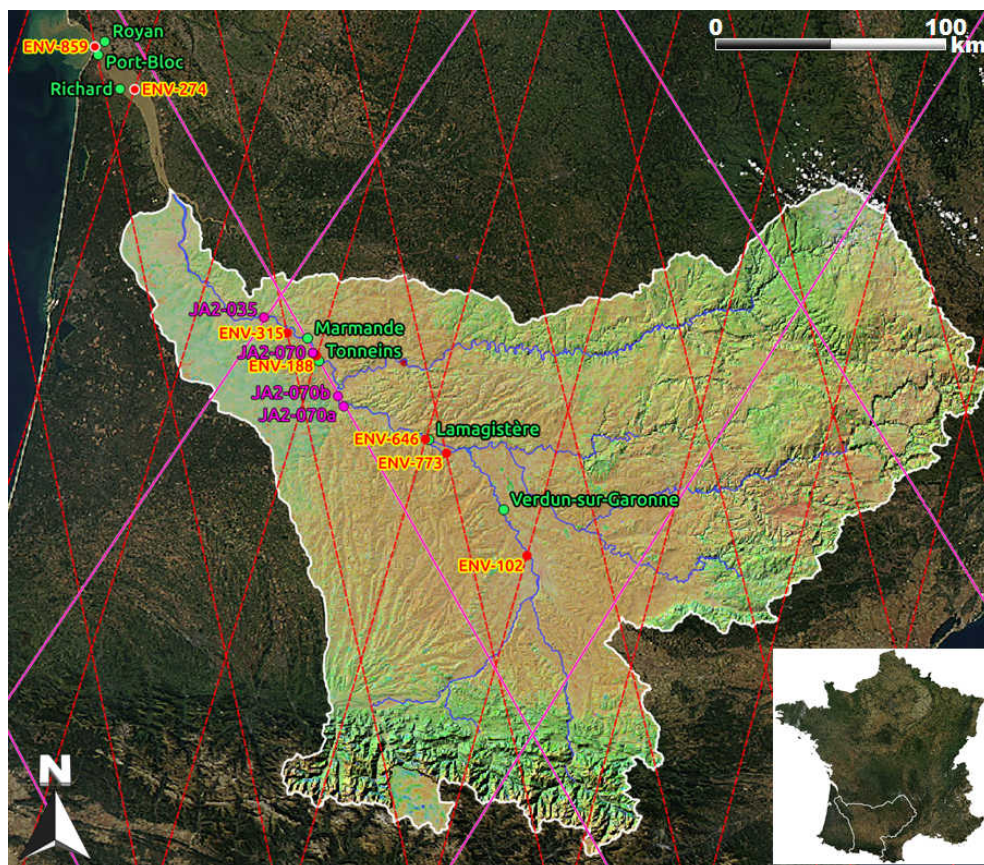 0 100
km
Royan
ENV-859
Port-Bloc
Richard ENV-274
JA2-035
ENV-315
Marmande
JA2-070
Tonneins
ENV-188
JA2-070b
JA2-070a
ENV-646 Lamagistère
ENV-773
Verdun-sur-Garonne
ENV-102
N